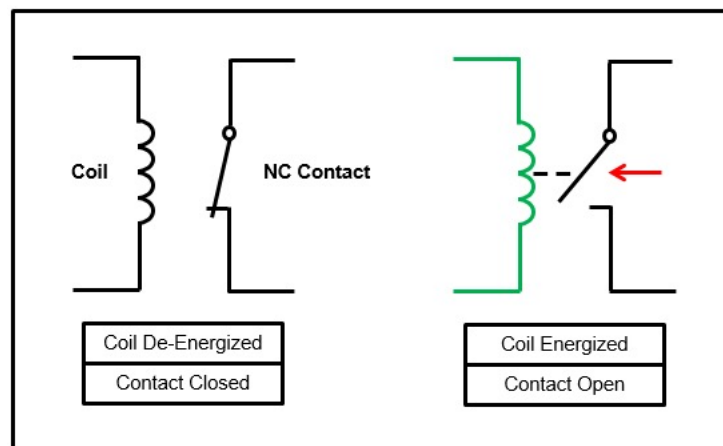 Coil
NC Contact
Coil De-Energized
Contact Closed
Coil Energized
Contact Open